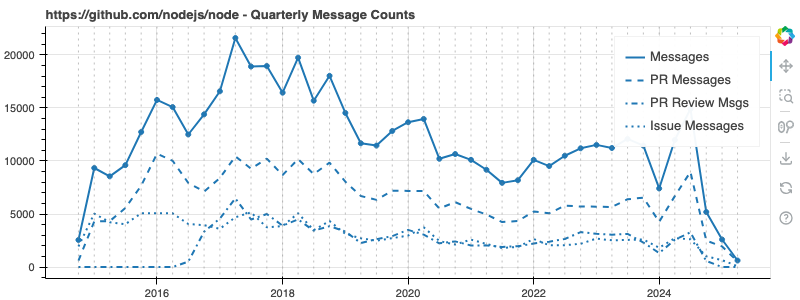 https://github.com/nodejs/node - Quarterly Message Counts
20000
15000
10000
5000
0
Messages
PR Messages
PR Review Msgs
Issue Messages
2016
2018
2020
2022
2024